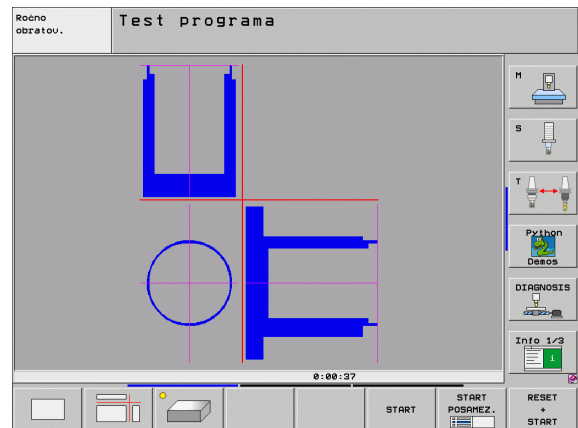 Ročno
obratov.
Test programa
M
S
T
Python
Demos
DIAGNOSIS
Info 1/3
i
0:00:37
START
START
POSAMEZ.
RESET
+
START